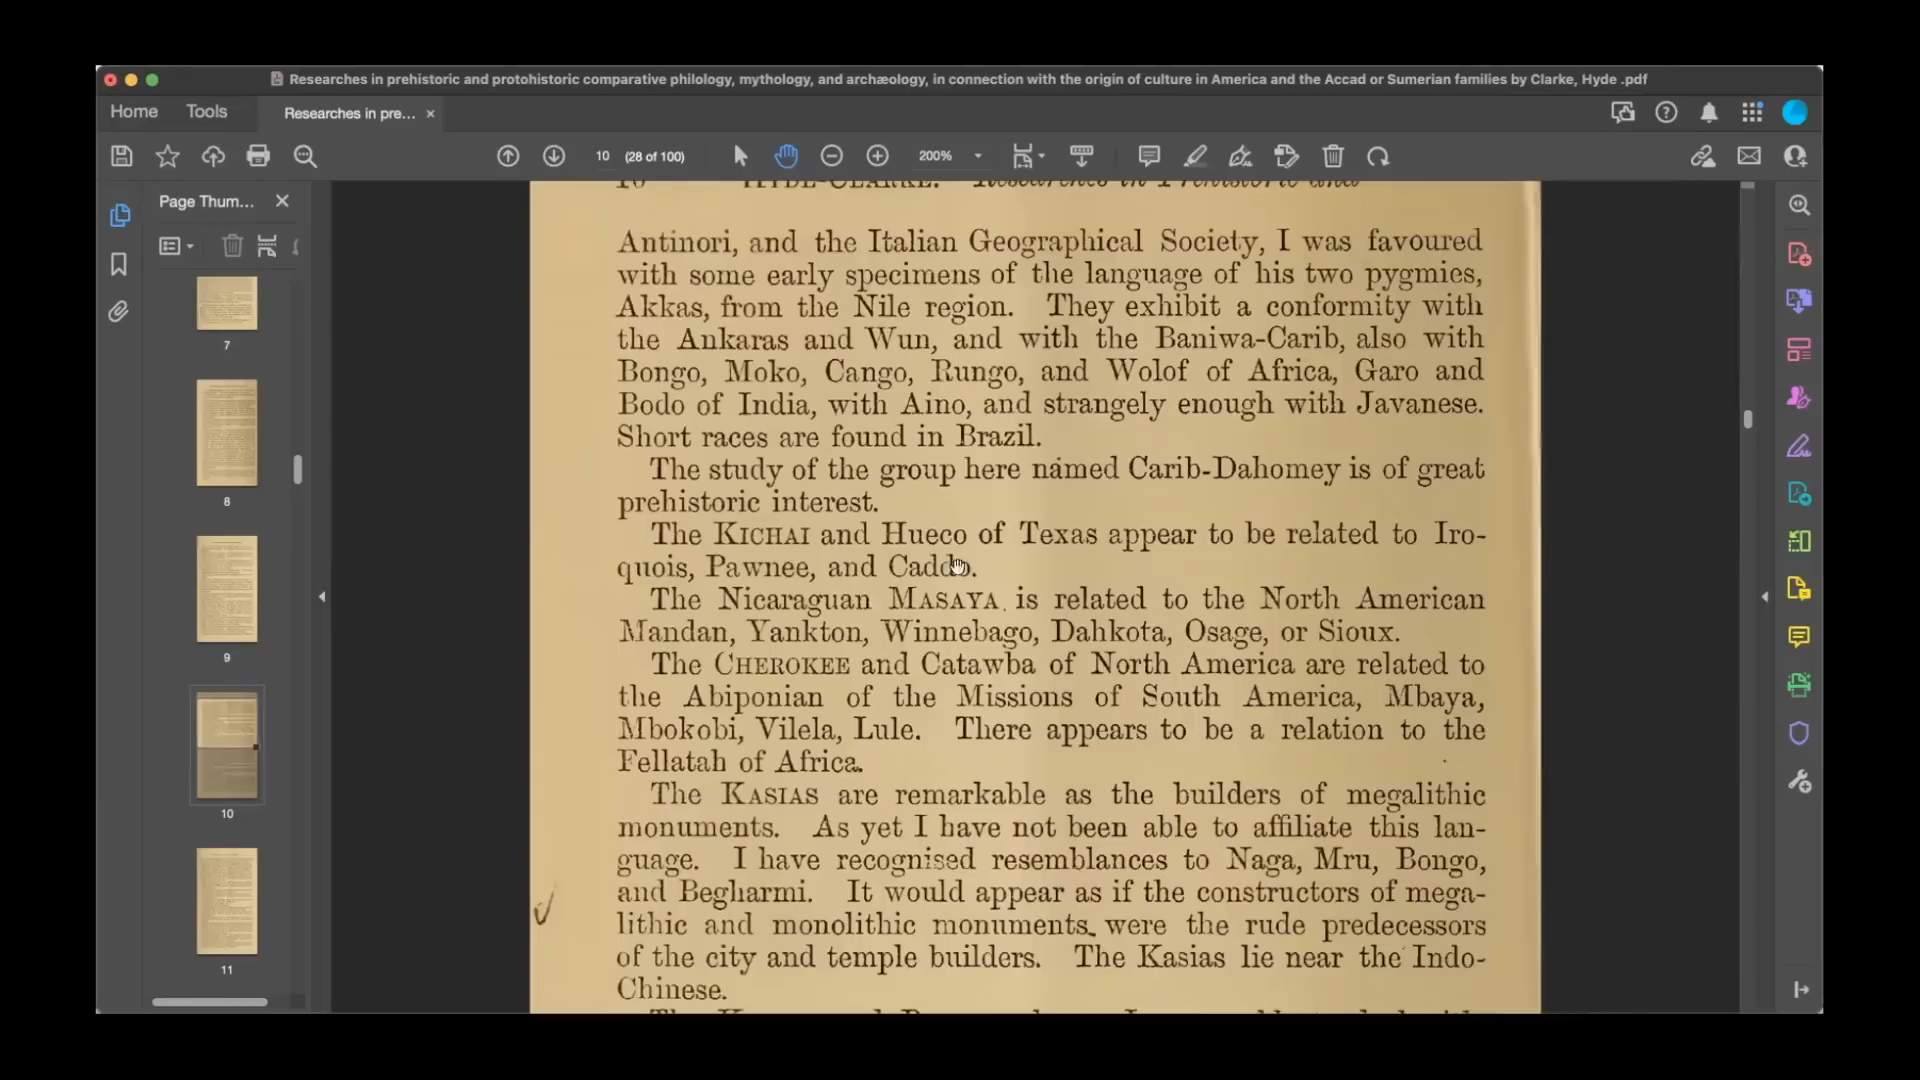 Researches in prehistoric and protohistoric comparative philology, mythology, and archæology, in connection with the origin of culture in America and the Accad or Sumerian families by Clarke, Hyde .pdf
Home Tools Researches in pre... ×
10 (28 of 100) 200%
Page Thum...
7
8
9
10
11
10 HYDE-CLARKE. Researches in Prehistoric and
Antinori, and the Italian Geographical Society, I was favoured
with some early specimens of the language of his two pygmies,
Akkas, from the Nile region. They exhibit a conformity with
the Ankaras and Wun, and with the Baniwa-Carib, also with
Bongo, Moko, Cango, Rungo, and Wolof of Africa, Garo and
Bodo of India, with Aino, and strangely enough with Javanese.
Short races are found in Brazil.
The study of the group here named Carib-Dahomey is of great
prehistoric interest.
The KICHAI and Hueco of Texas appear to be related to Iro-
quois, Pawnee, and Caddo.
The Nicaraguan MASAYA is related to the North American
Mandan, Yankton, Winnebago, Dahkota, Osage, or Sioux.
The CHEROKEE and Catawba of North America are related to
the Abiponian of the Missions of South America, Mbaya,
Mbokobi, Vilela, Lule. There appears to be a relation to the
Fellatah of Africa.
The KASIAS are remarkable as the builders of megalithic
monuments. As yet I have not been able to affiliate this lan-
guage. I have recognised resemblances to Naga, Mru, Bongo,
and Begharmi. It would appear as if the constructors of mega-
lithic and monolithic monuments were the rude predecessors
of the city and temple builders. The Kasias lie near the Indo-
Chinese.